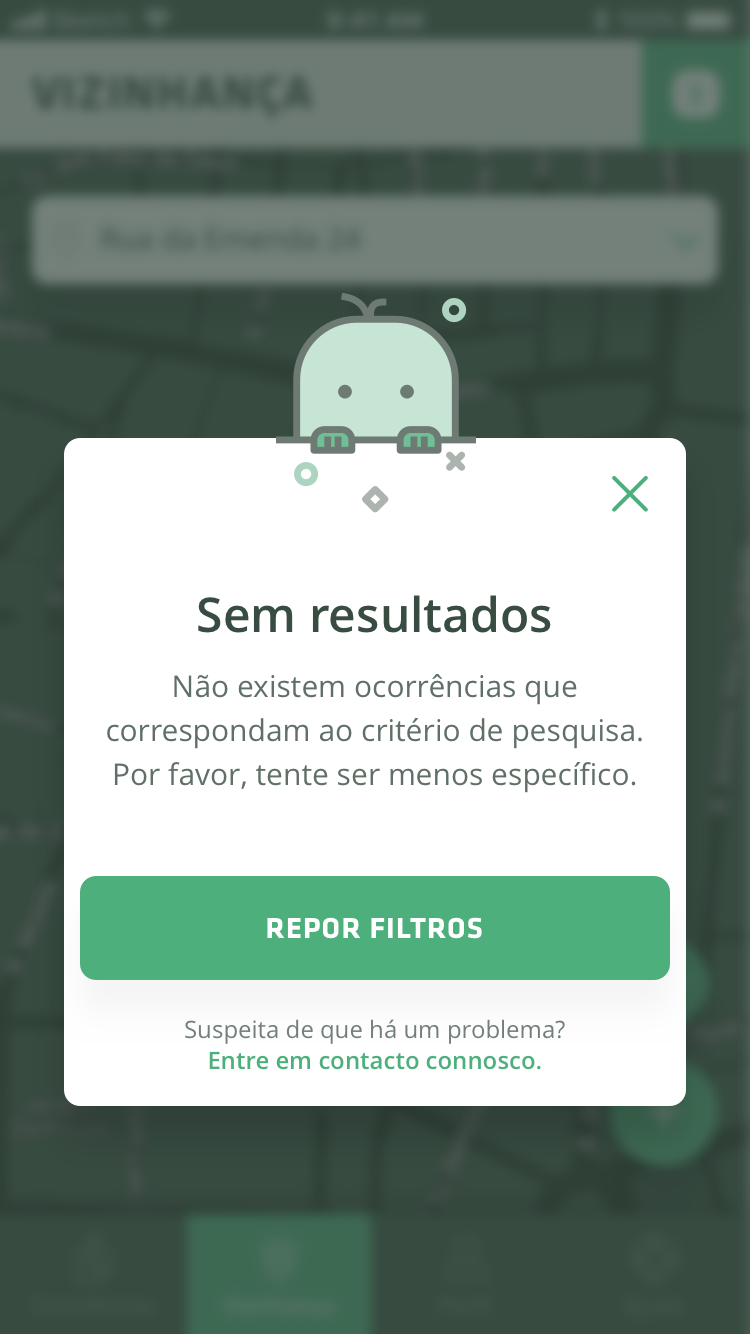 VIZINHANÇA
Rua da Emenda 24
Sem resultados
Não existem ocorrências que
correspondam ao critério de pesquisa.
Por favor, tente ser menos específico.
REPOR FILTROS
Suspeita de que há um problema?
Entre em contacto connosco.